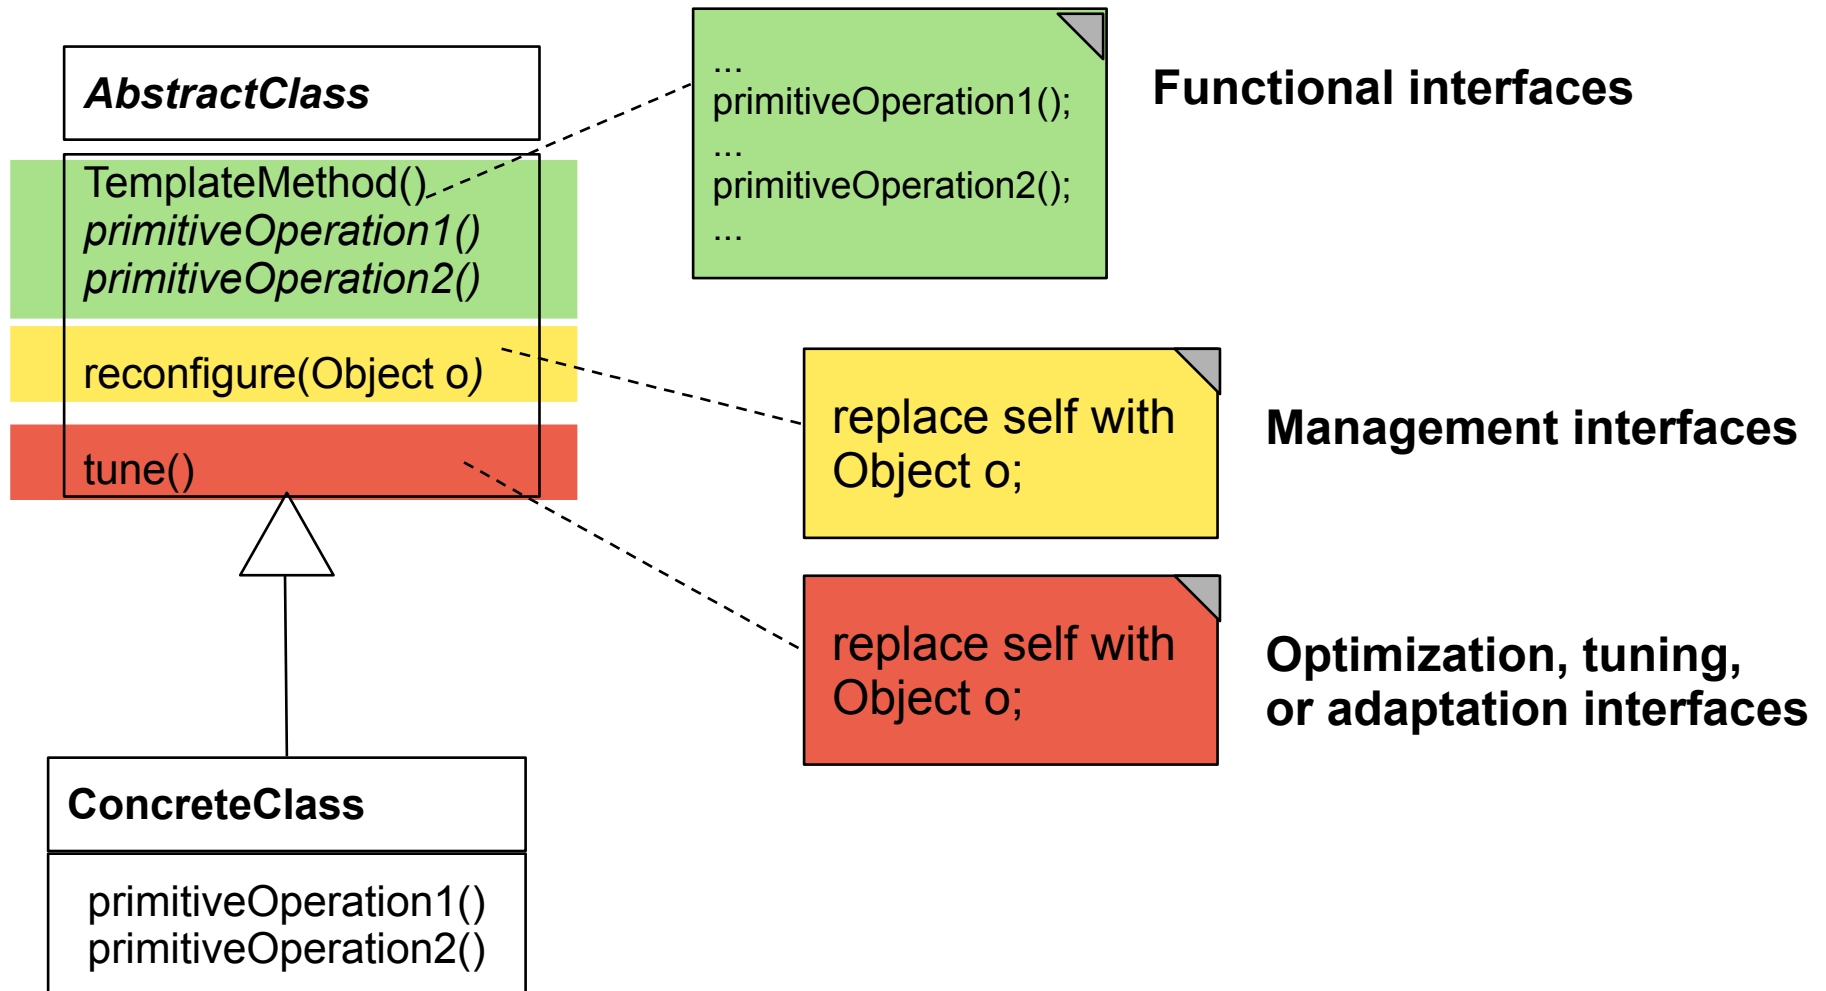 AbstractClass
TemplateMethod()
primitiveOperation1()
primitiveOperation2()
reconfigure(Object o)
tune()
...
primitiveOperation1();
...
primitiveOperation2();
...
Functional interfaces
replace self with
Object o;
Management interfaces
replace self with
Object o;
Optimization, tuning,
or adaptation interfaces
ConcreteClass
primitiveOperation1()
primitiveOperation2()